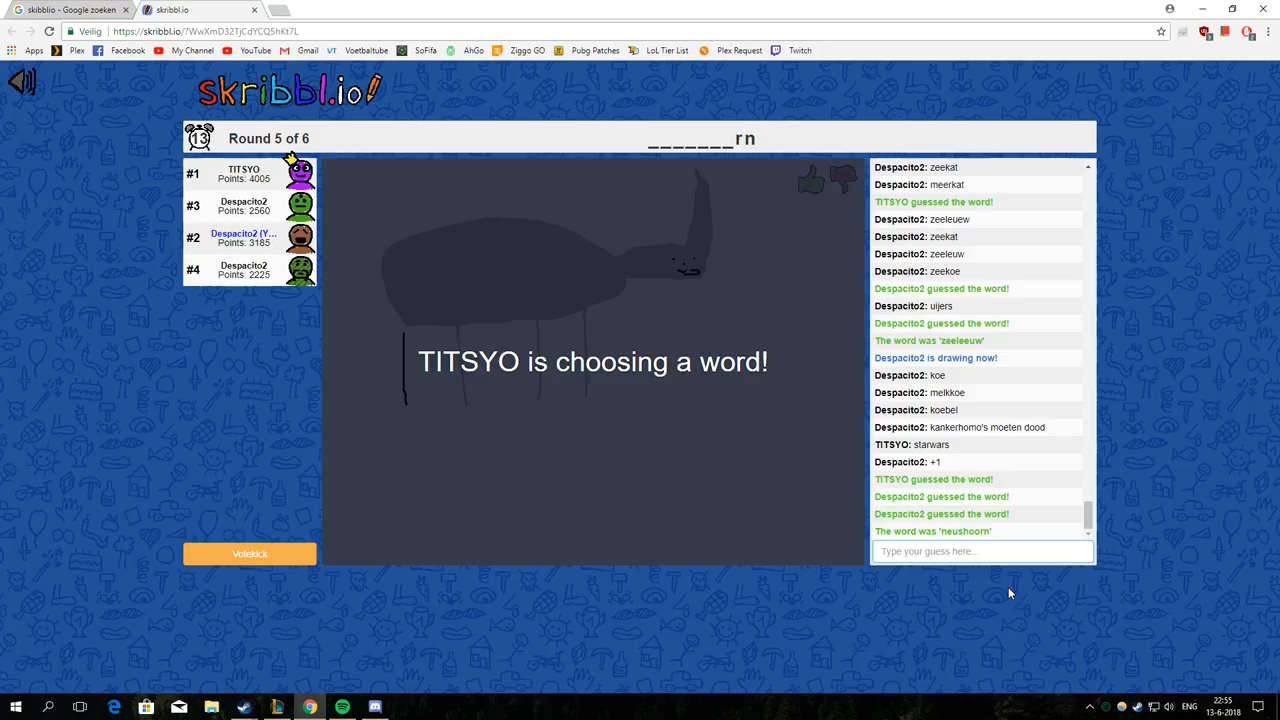 skibblio - Google zoeken
skribbl.io
Veilig
https://skribbl.io/?WwXmD32TjCdYCQ5hKt7L
Apps
Plex
Facebook
My Channel
YouTube
Gmail
VT Voetbaltube
SoFifa
AhGo
Ziggo GO
Pubg Patches
LoL Tier List
Plex Request
Twitch
skribbl.io
13
Round 5 of 6
_______rn
#1
TITSYO
Points: 4005
#3
Despacito2
Points: 2560
#2
Despacito2 (Y...
Points: 3185
#4
Despacito2
Points: 2225
Votekick
TITSYO is choosing a word!
Despacito2: zeekat
Despacito2: meerkat
TITSYO guessed the word!
Despacito2: zeeleuew
Despacito2: zeekat
Despacito2: zeeleuw
Despacito2: zeekoe
Despacito2 guessed the word!
Despacito2: uijers
Despacito2 guessed the word!
The word was 'zeeleeuw'
Despacito2 is drawing now!
Despacito2: koe
Despacito2: melkkoe
Despacito2: koebel
Despacito2: kankerhomo's moeten dood
TITSYO: starwars
Despacito2: +1
TITSYO guessed the word!
Despacito2 guessed the word!
Despacito2 guessed the word!
The word was 'neushoorn'
Type your guess here...
ENG
22:55
13-6-2018